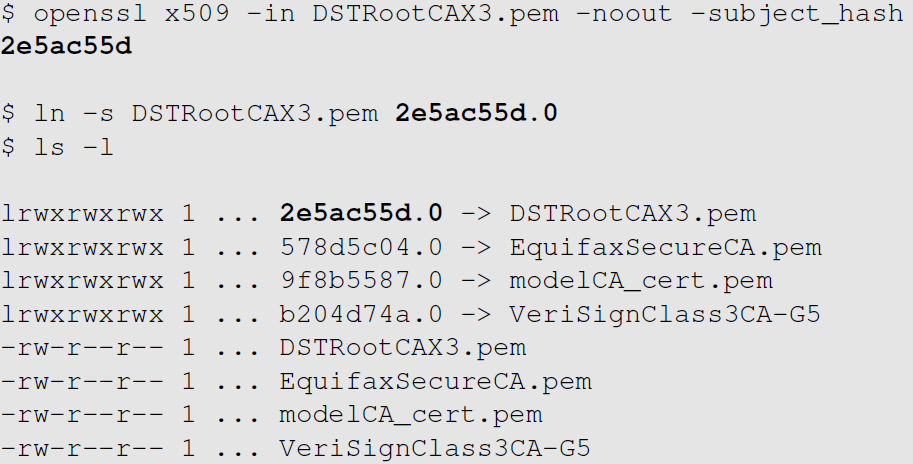 $ openssl x509 -in DSTRootCAX3.pem -noout -subject_hash
2e5ac55d
$ ln -s DSTRootCAX3.pem 2e5ac55d.0
$ ls -l
lrwxrwxrwx 1 ... 2e5ac55d.0 -> DSTRootCAX3.pem
lrwxrwxrwx 1 ... 578d5c04.0 -> EquifaxSecureCA.pem
lrwxrwxrwx 1 ... 9f8b5587.0 -> modelCA_cert.pem
lrwxrwxrwx 1 ... b204d74a.0 -> VeriSignClass3CA-G5
-rw-r--r-- 1 ... DSTRootCAX3.pem
-rw-r--r-- 1 ... EquifaxSecureCA.pem
-rw-r--r-- 1 ... modelCA_cert.pem
-rw-r--r-- 1 ... VeriSignClass3CA-G5